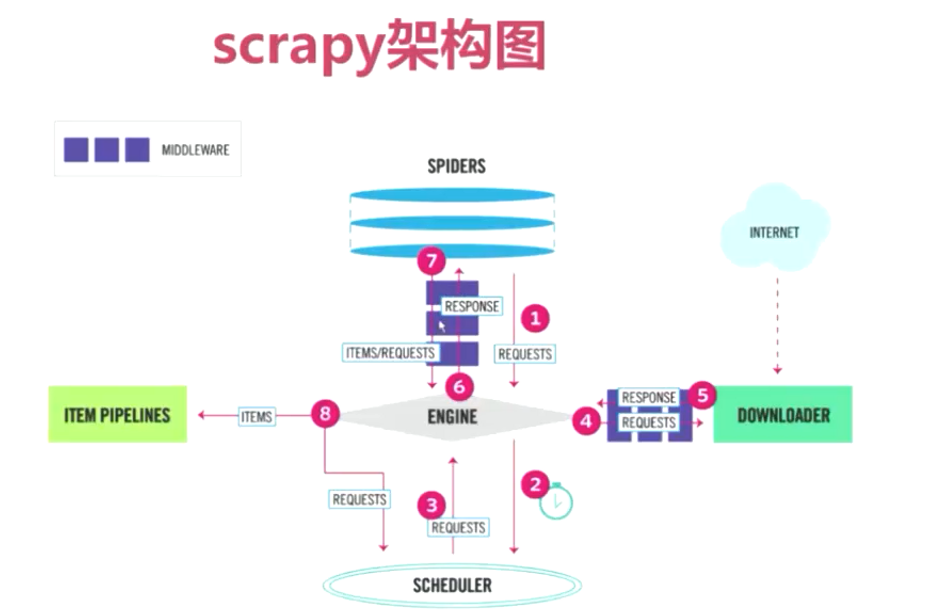 scrapy架构图
MIDDLEWARE
SPIDERS
INTERNET
7
RESPONSE
1
ITEMS/REQUESTS
REQUESTS
6
RESPONSE
5
ITEM PIPELINES
ITEMS
8
ENGINE
4
REQUESTS
DOWNLOADER
2
REQUESTS
3
REQUESTS
SCHEDULER